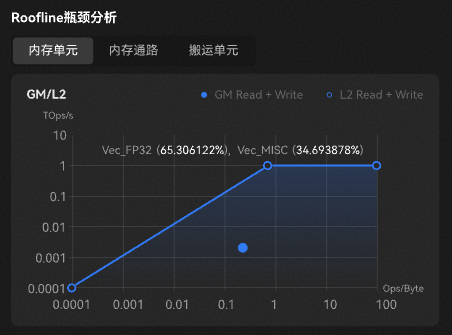 Roofline瓶颈分析
内存单元 内存通路 搬运单元
GM/L2 GM Read + Write L2 Read + Write
TOps/s
10
Vec_FP32 (65.306122%), Vec_MISC (34.693878%)
1
0.1
0.01
0.001
0.0001
Ops/Byte
0.0001 0.001 0.01 0.1 1 10 100